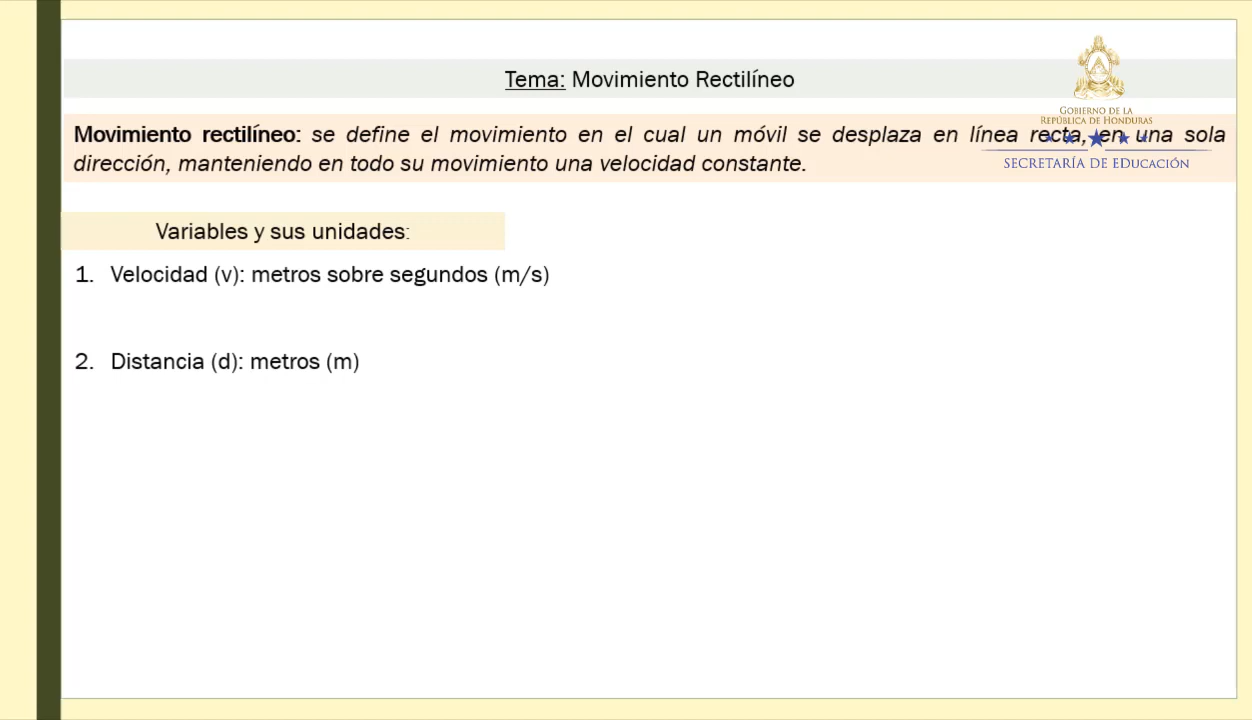 Tema: Movimiento Rectilíneo
GOBIERNO DE LA
REPÚBLICA DE HONDURAS
Movimiento rectilíneo: se define el movimiento en el cual un móvil se desplaza en línea recta, en una sola
dirección, manteniendo en todo su movimiento una velocidad constante.
SECRETARÍA DE EDUCACIÓN
Variables y sus unidades:
1. Velocidad (v): metros sobre segundos (m/s)
2. Distancia (d): metros (m)